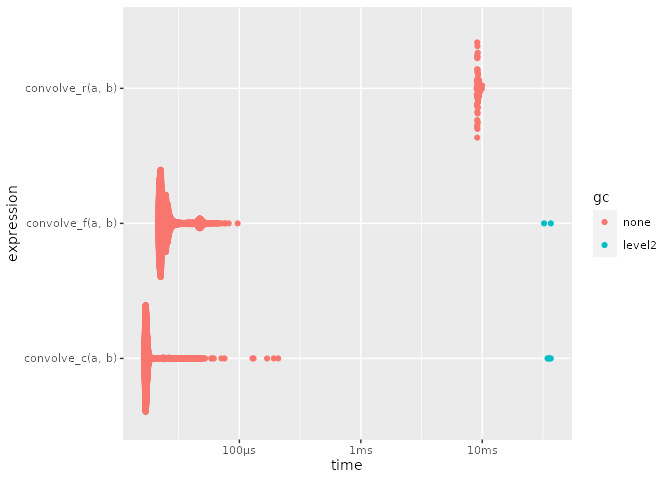 convolve_r(a, b)
convolve_f(a, b)
convolve_c(a, b)
expression
100µs
1ms
10ms
time
gc
none
level2